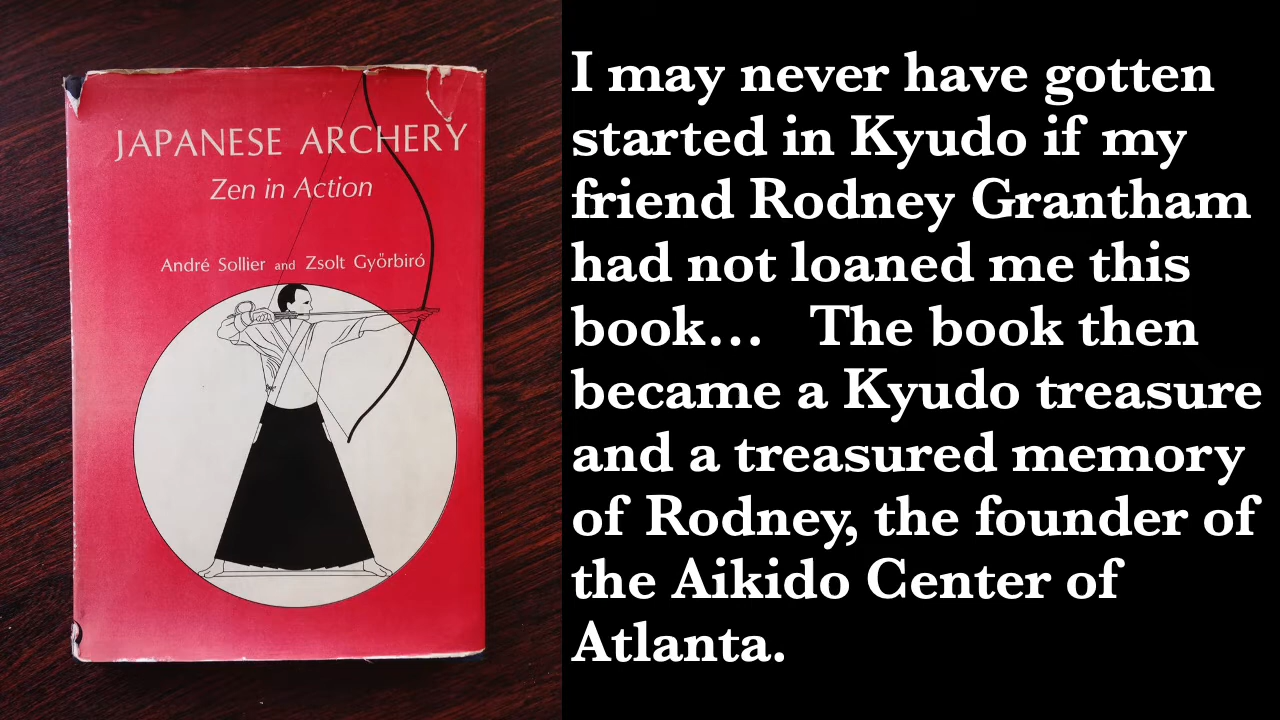 JAPANESE ARCHERY
Zen in Action
André Sollier and Zsolt Győrbiró
I may never have gotten
started in Kyudo if my
friend Rodney Grantham
had not loaned me this
book... The book then
became a Kyudo treasure
and a treasured memory
of Rodney, the founder of
the Aikido Center of
Atlanta.